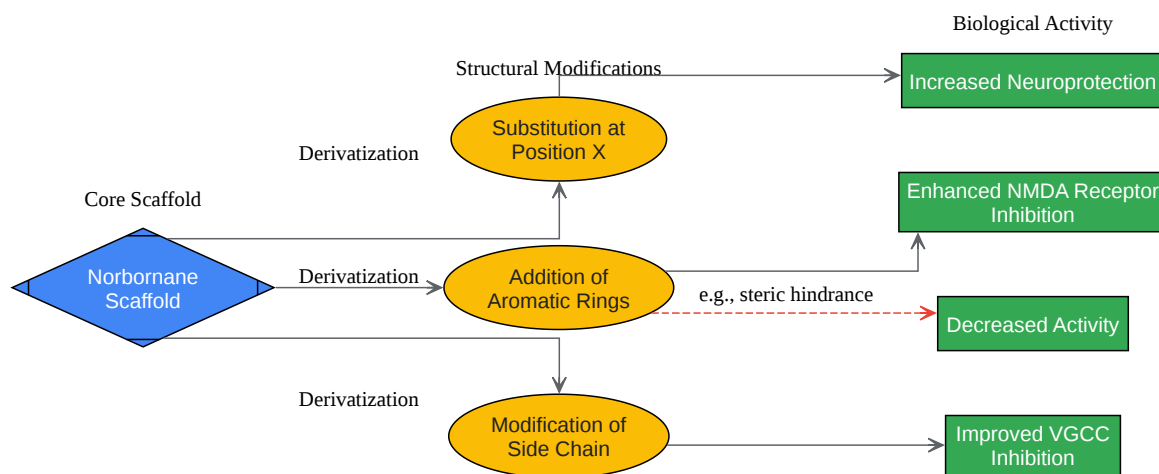 Biological Activity
Structural Modifications
Increased Neuroprotection
Substitution at
Position X
Derivatization
Core Scaffold
Enhanced NMDA Receptor
Inhibition
Norbornane
Scaffold
Derivatization
Addition of
Aromatic Rings
e.g., steric hindrance
Decreased Activity
Derivatization
Modification of
Side Chain
Improved VGCC
Inhibition